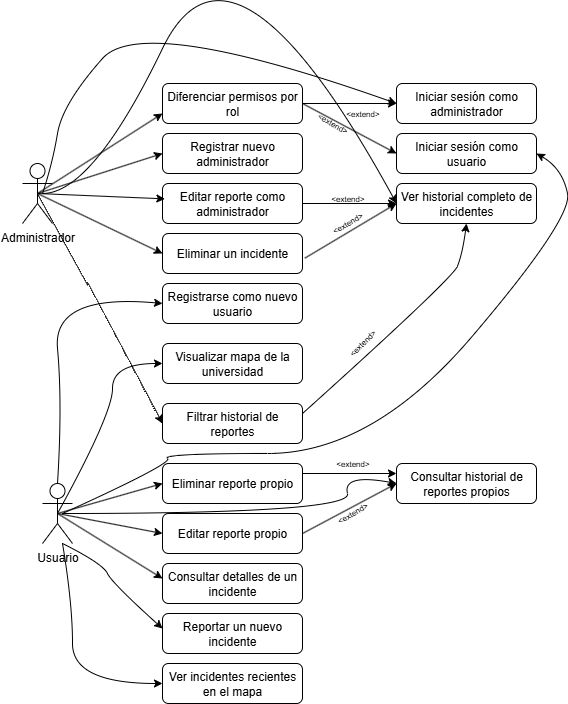 Diferenciar permisos por
rol
<extend>
<extend>
Iniciar sesión como
administrador
Registrar nuevo
administrador
Iniciar sesión como
usuario
Editar reporte como
administrador
<extend>
Ver historial completo de
incidentes
Administrador
Eliminar un incidente
<extend>
Registrarse como nuevo
usuario
Visualizar mapa de la
universidad
<extend>
Filtrar historial de
reportes
Eliminar reporte propio
<extend>
Consultar historial de
reportes propios
Usuario
Editar reporte propio
<extend>
Consultar detalles de un
incidente
Reportar un nuevo
incidente
Ver incidentes recientes
en el mapa